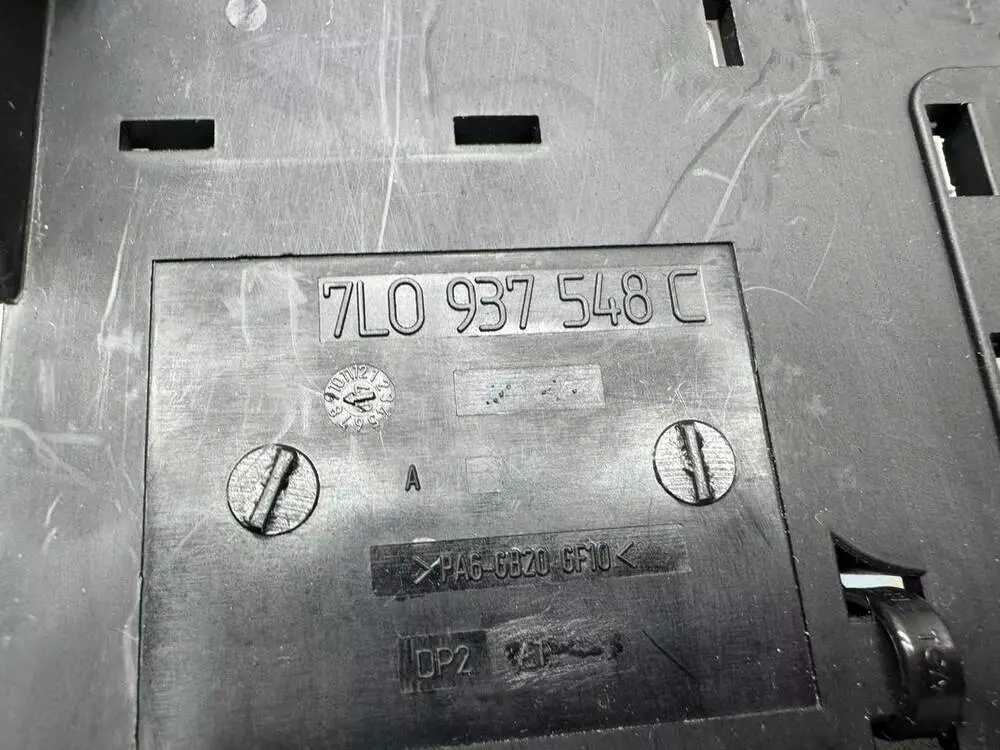 7L0 937 548 C
A
>PA6-GB20 GF10<
DP2